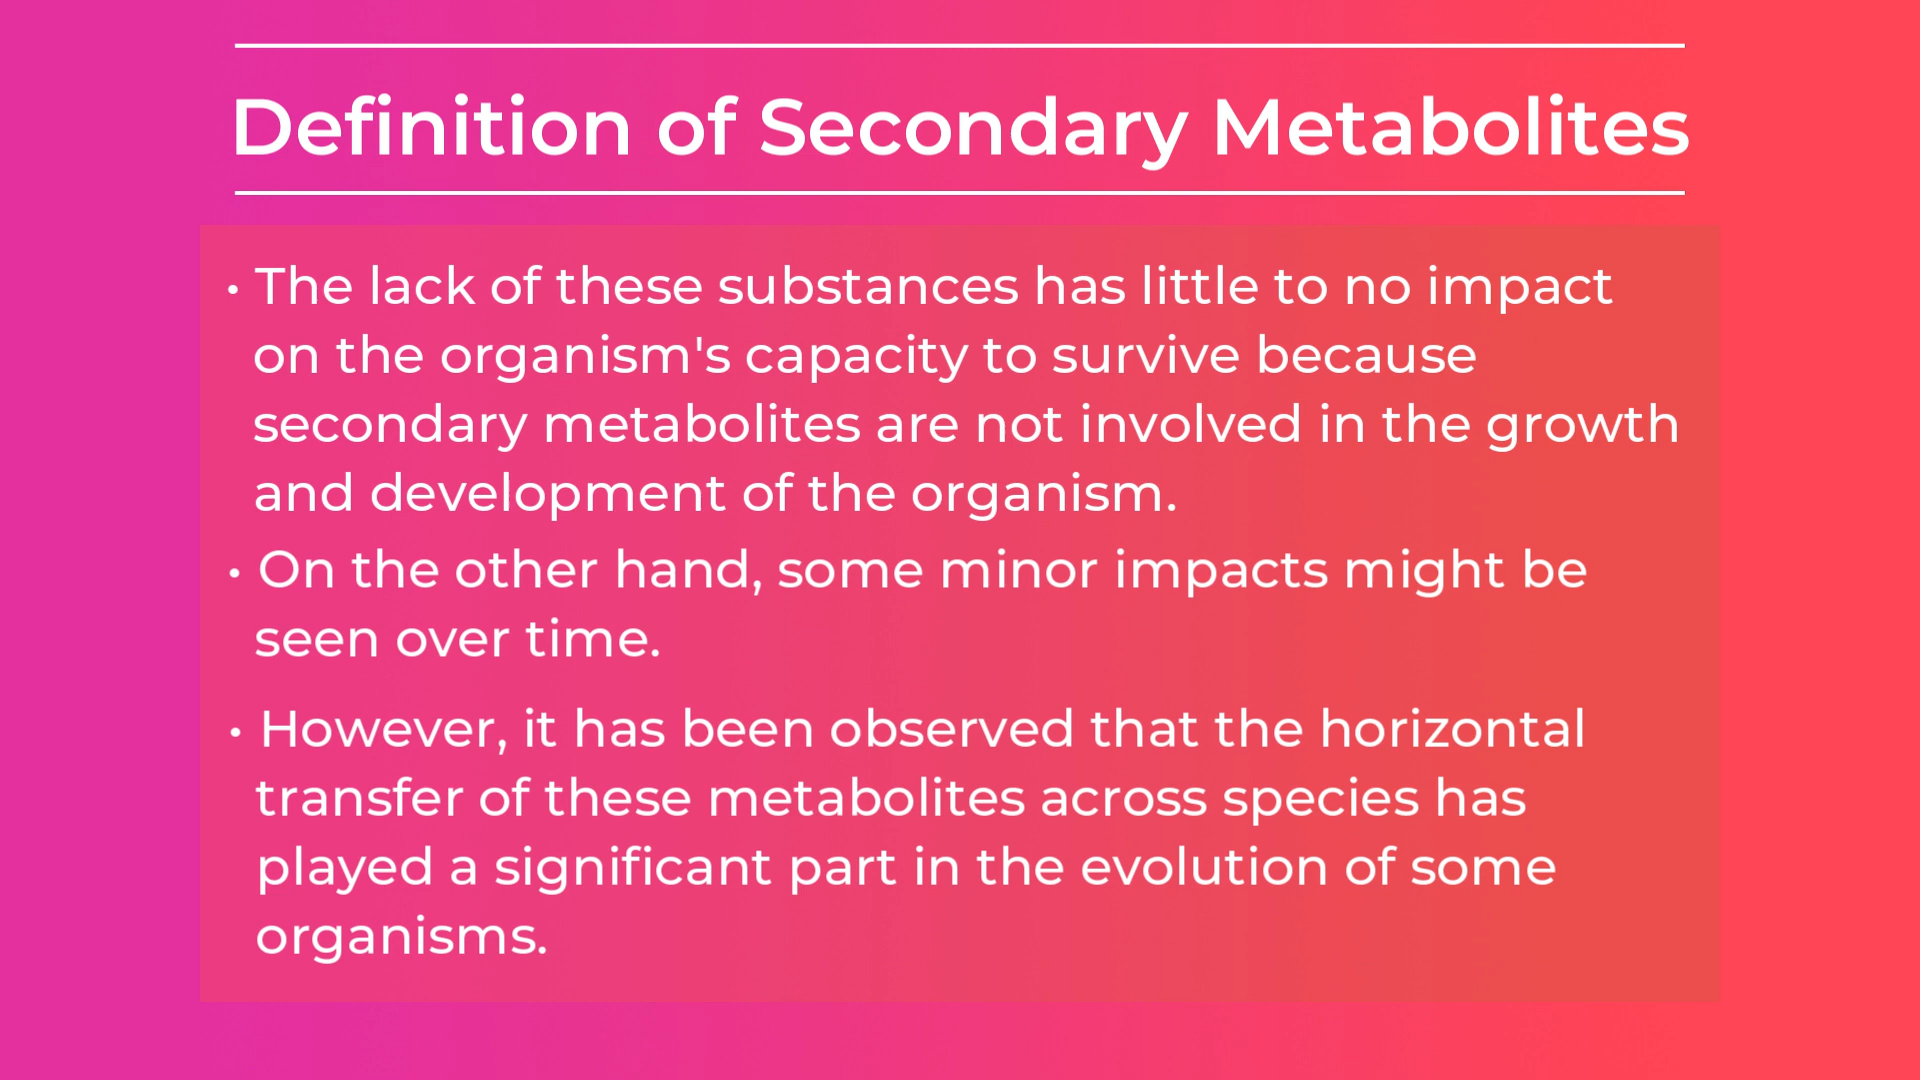 Definition of Secondary Metabolites
• The lack of these substances has little to no impact
on the organism's capacity to survive because
secondary metabolites are not involved in the growth
and development of the organism.
• On the other hand, some minor impacts might be
seen over time.
• However, it has been observed that the horizontal
transfer of these metabolites across species has
played a significant part in the evolution of some
organisms.